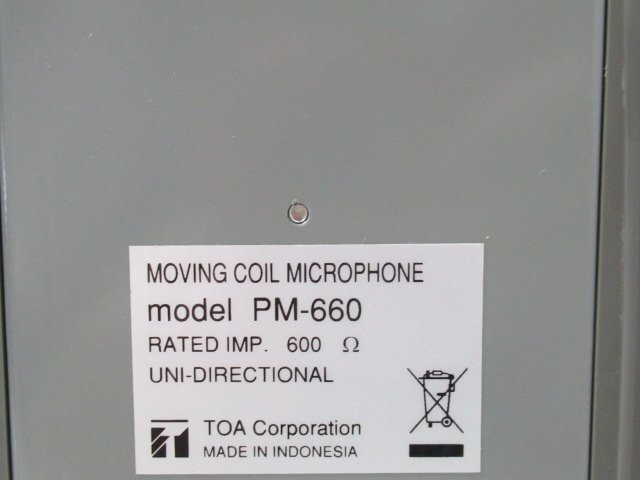 MOVING COIL MICROPHONE
model PM-660
RATED IMP. 600 Ω
UNI-DIRECTIONAL
TOA Corporation
MADE IN INDONESIA